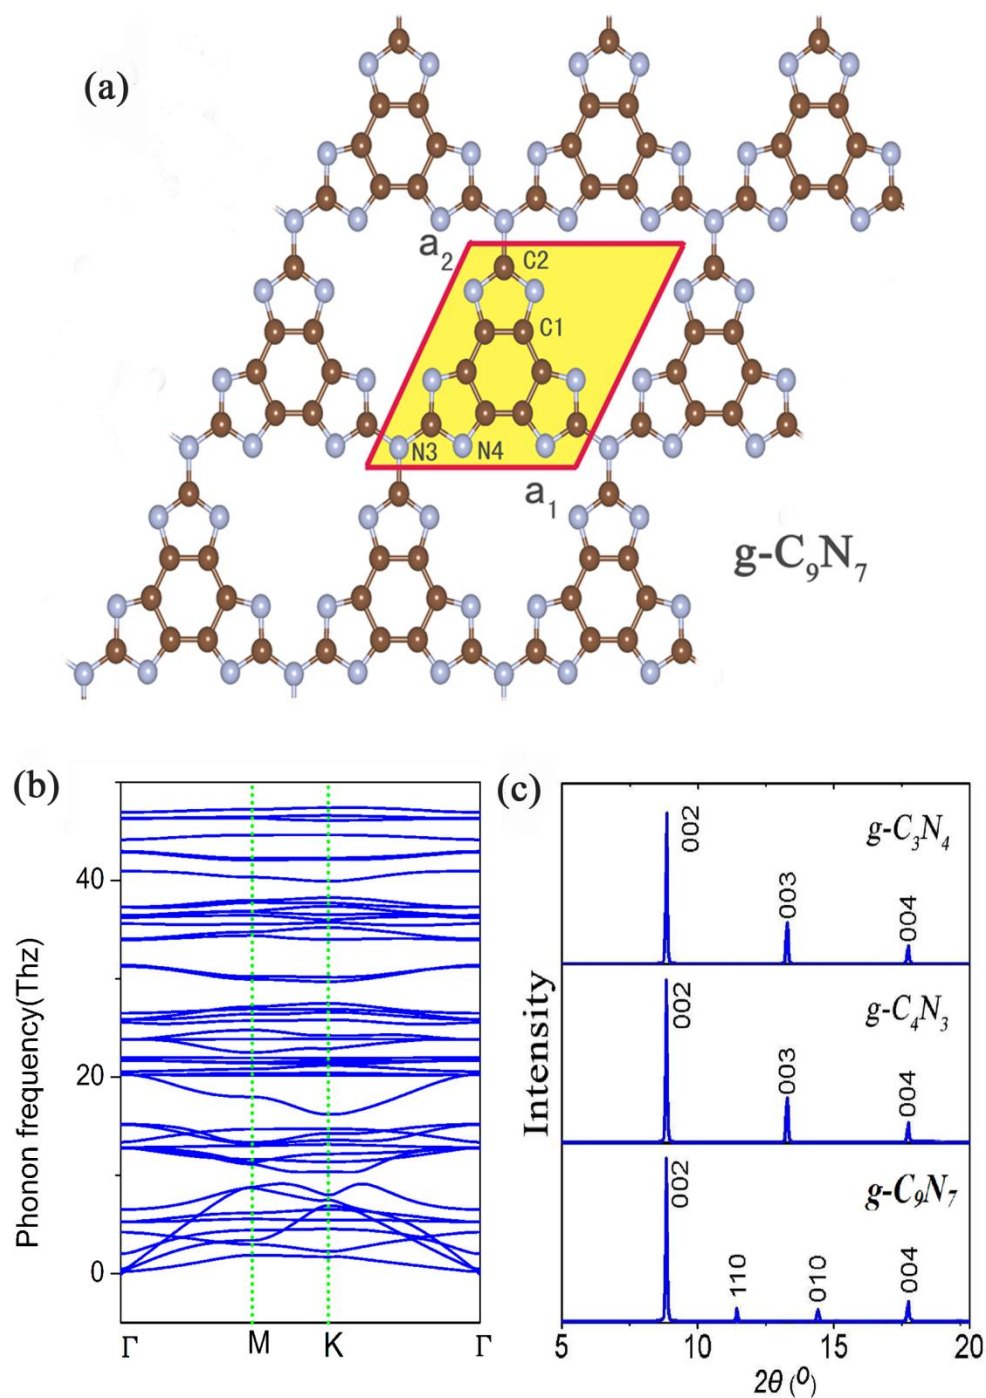 (a)
a₂
C2
C1
N3
N4
a₁
g-C₉N₇
(b)
Phonon frequency(Thz)
40
20
0
Γ
M
K
Γ
(c)
Intensity
002
003
004
g-C₃N₄
002
003
004
g-C₄N₃
002
110
010
004
g-C₉N₇
5
10
15
20
2θ (⁰)